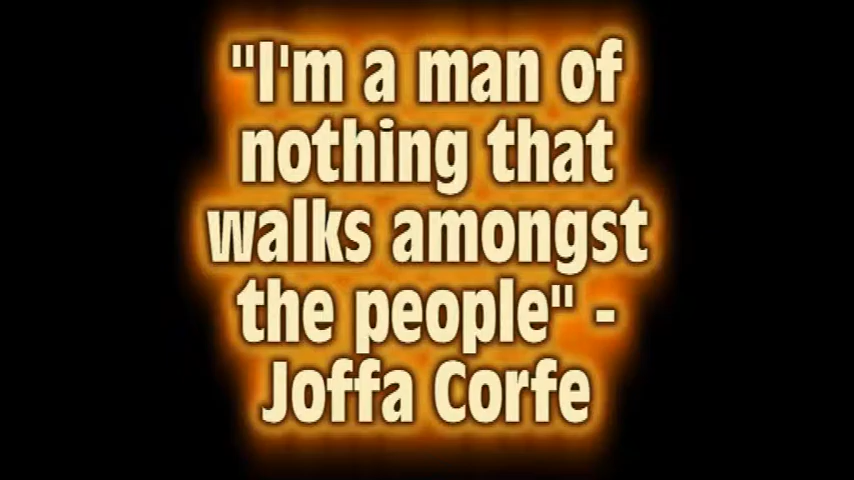 "I'm a man of
nothing that
walks amongst
the people" -
Joffa Corfe